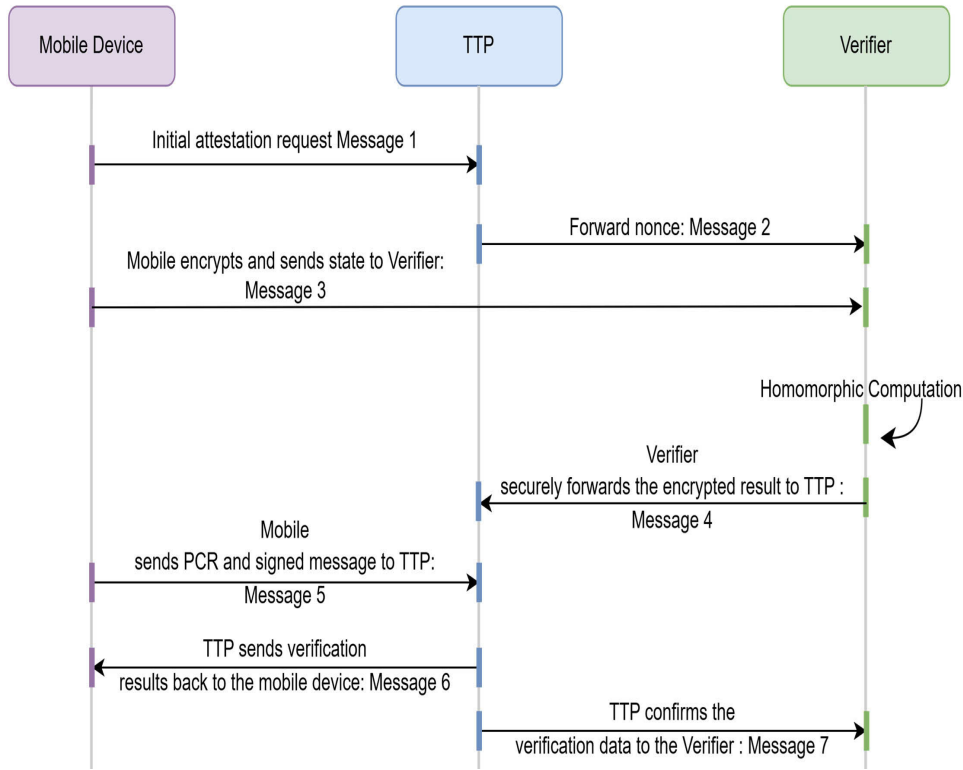 Mobile Device
TTP
Verifier
Initial attestation request Message 1
Forward nonce: Message 2
Mobile encrypts and sends state to Verifier:
Message 3
Homomorphic Computation
Verifier
securely forwards the encrypted result to TTP :
Message 4
Mobile
sends PCR and signed message to TTP:
Message 5
TTP sends verification
results back to the mobile device: Message 6
TTP confirms the
verification data to the Verifier : Message 7